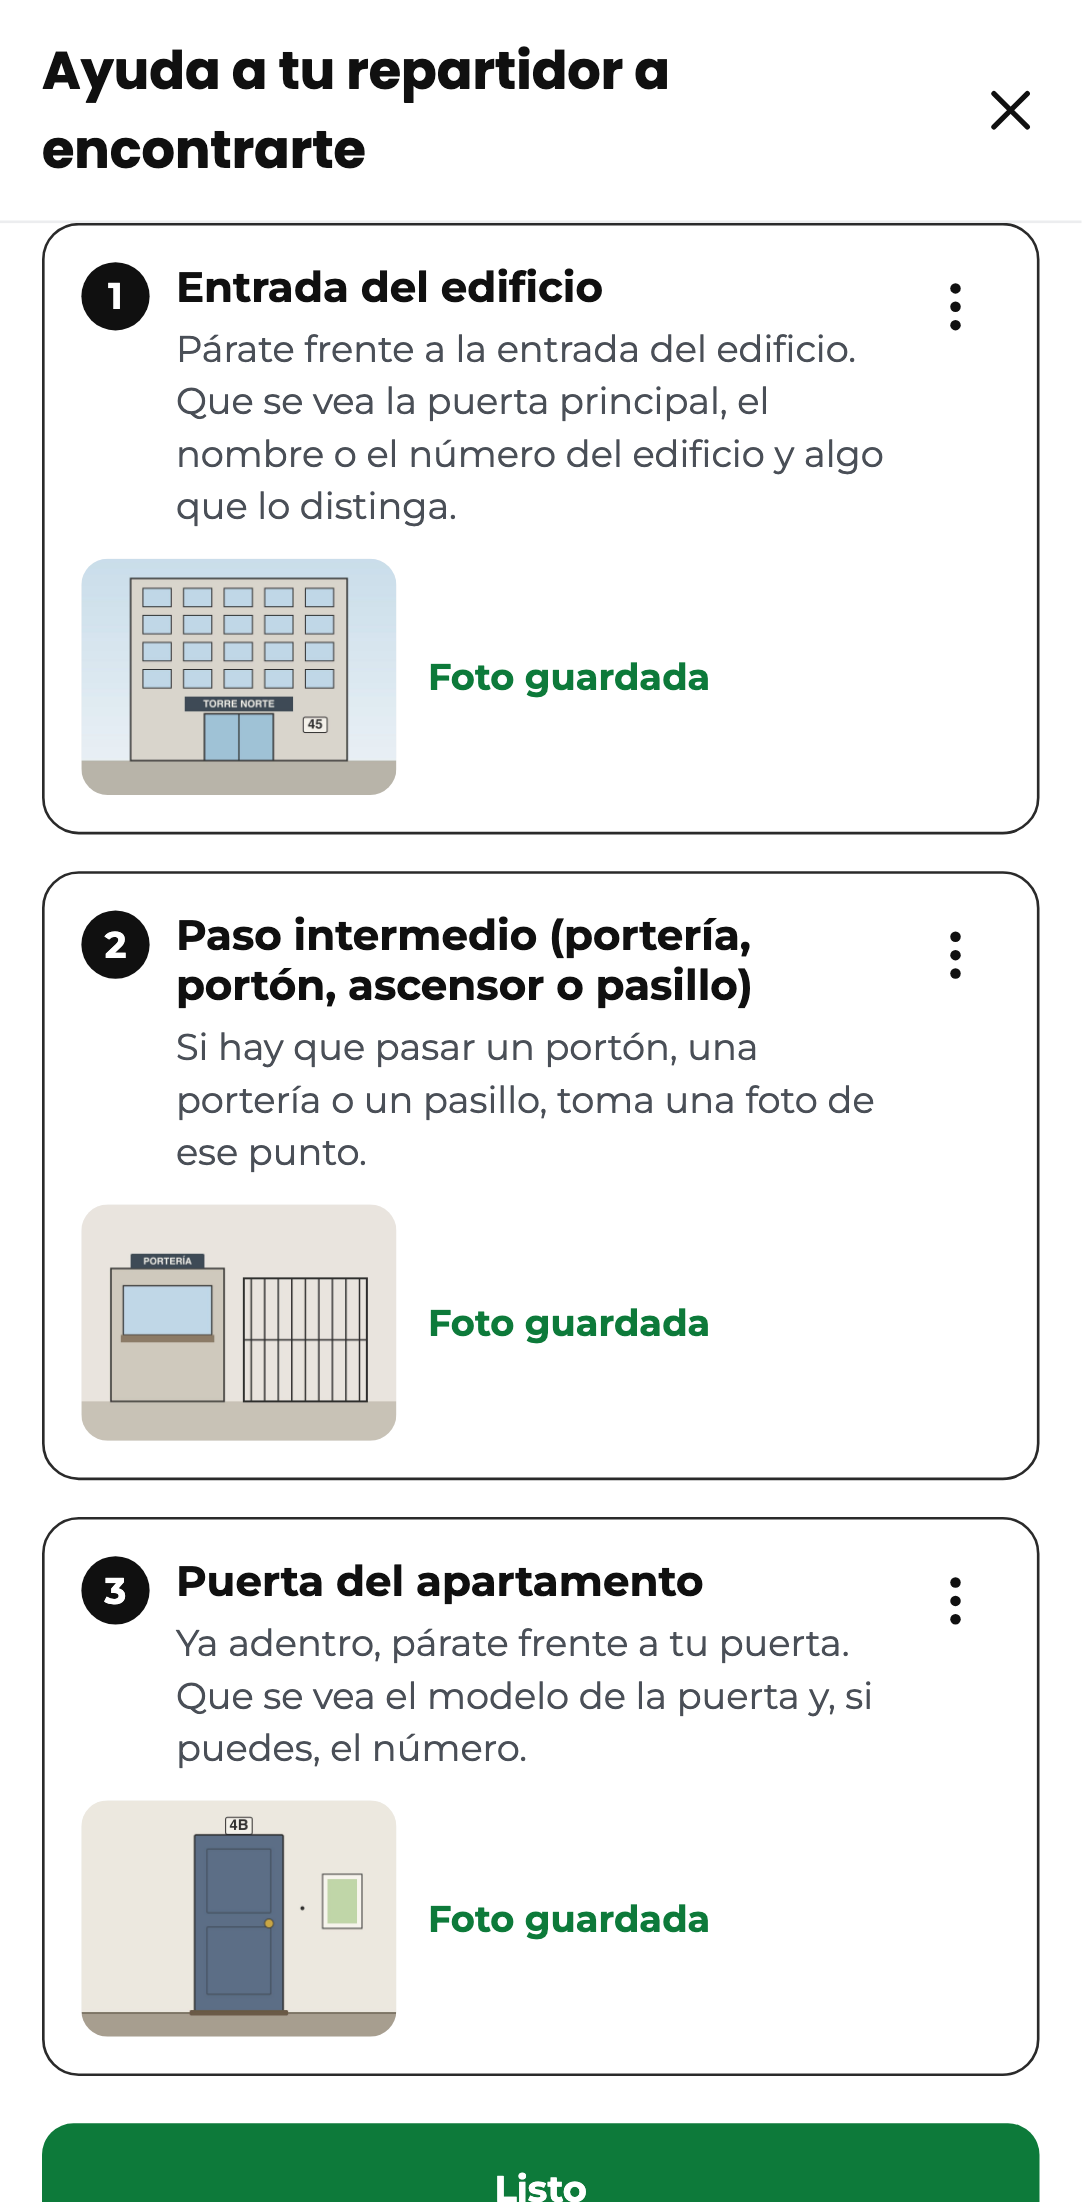 Ayuda a tu repartidor a
encontrarte
1
Entrada del edificio
Párate frente a la entrada del edificio.
Que se vea la puerta principal, el
nombre o el número del edificio y algo
que lo distinga.
TORRE NORTE
45
Foto guardada
2
Paso intermedio (portería,
portón, ascensor o pasillo)
Si hay que pasar un portón, una
portería o un pasillo, toma una foto de
ese punto.
PORTERÍA
Foto guardada
3
Puerta del apartamento
Ya adentro, párate frente a tu puerta.
Que se vea el modelo de la puerta y, si
puedes, el número.
4B
Foto guardada
Listo